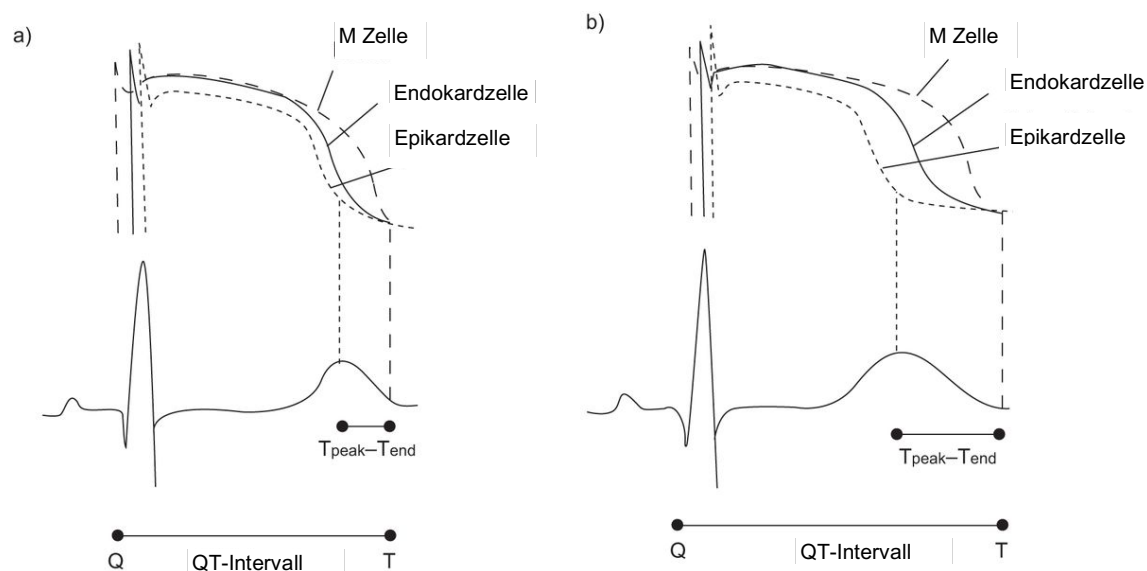 a)
M Zelle
Endokardzelle
Epikardzelle
Tpeak–Tend
Q
QT-Intervall
T
b)
M Zelle
Endokardzelle
Epikardzelle
Tpeak–Tend
Q
QT-Intervall
T